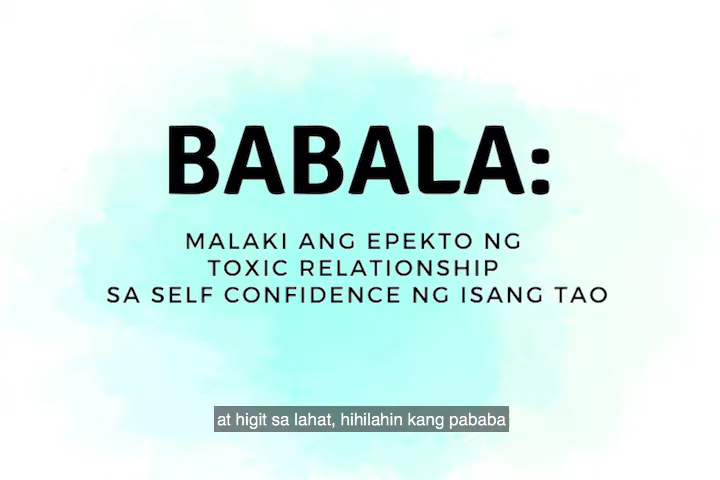 BABALA:
MALAKI ANG EPEKTO NG
TOXIC RELATIONSHIP
SA SELF CONFIDENCE NG ISANG TAO
at higit sa lahat, hihilahin kang pababa